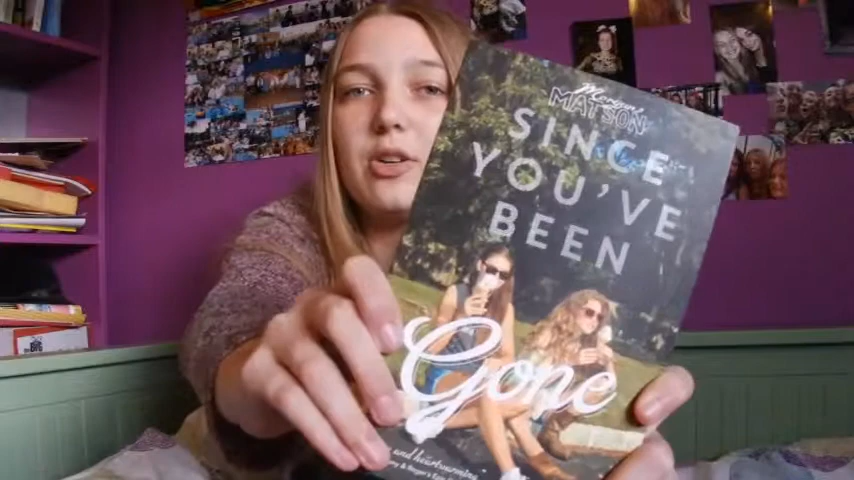 Morgan
MATSON
SINCE
YOU'VE
BEEN
Gone
and heartwarming